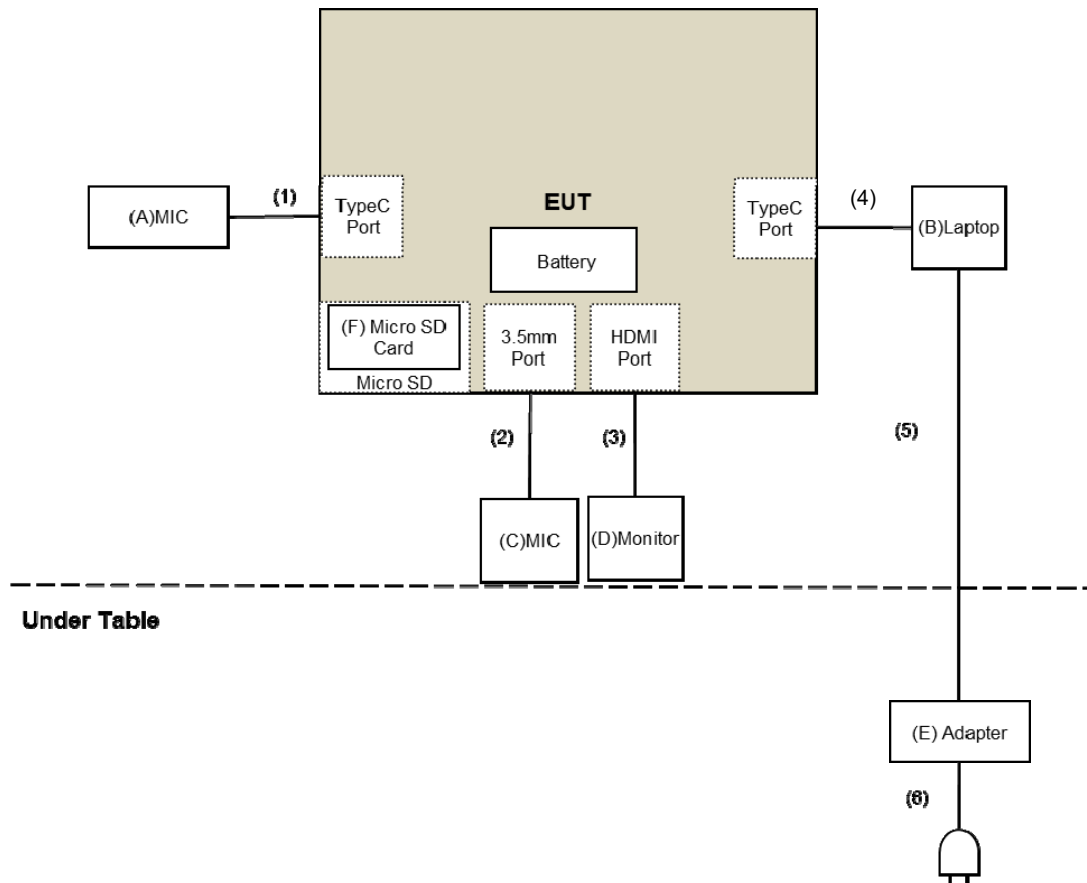 (A)MIC
(1)
TypeC
Port
EUT
Battery
TypeC
Port
(4)
(B)Laptop
(F) Micro SD
Card
Micro SD
3.5mm
Port
HDMI
Port
(2)
(3)
(5)
(C)MIC
(D)Monitor
Under Table
(E) Adapter
(6)